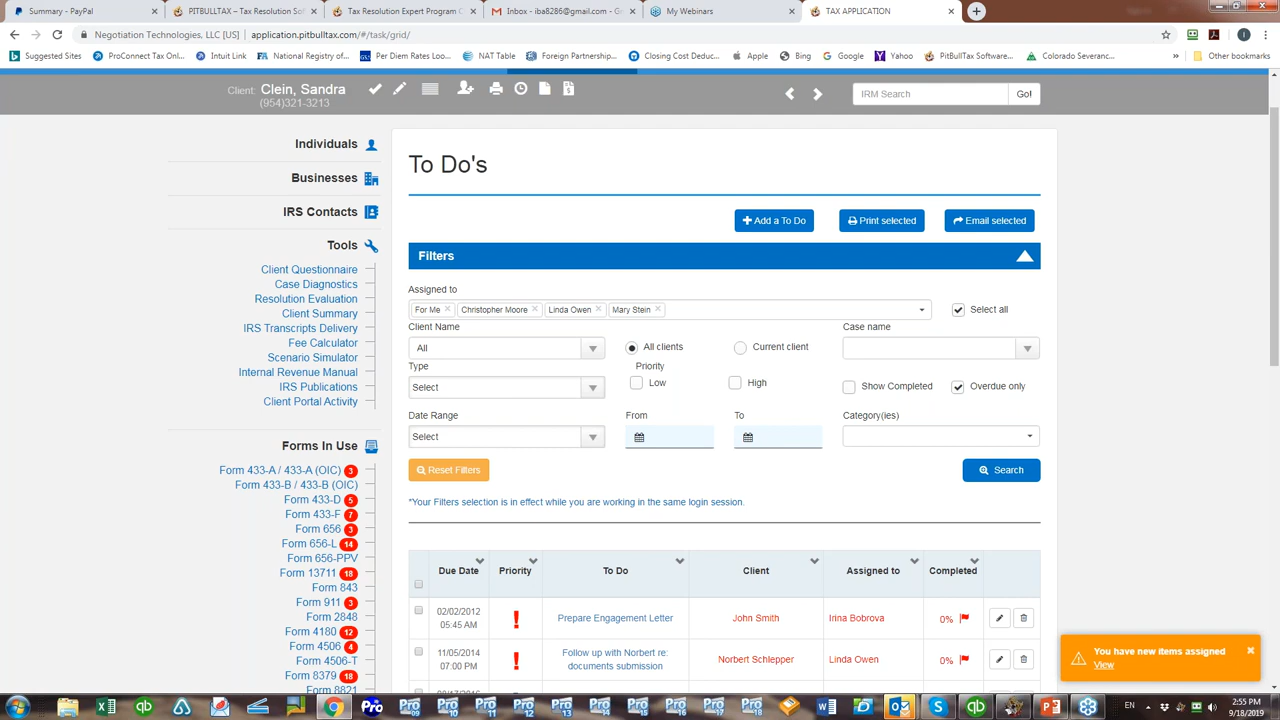 Summary - PayPal
PITBULLTAX – Tax Resolution Sof
Tax Resolution Expert Program C
Inbox - iba8286@gmail.com - G
My Webinars
TAX APPLICATION
Negotiation Technologies, LLC [US] | application.pitbulltax.com/#/task/grid/
Suggested Sites
ProConnect Tax Onl...
Intuit Link
National Registry of...
Per Diem Rates Loo...
NAT Table
Foreign Partnership...
Closing Cost Deduc...
Apple
Bing
Google
Yahoo
PitBullTax Software...
Colorado Severanc...
» Other bookmarks
Client: Clein, Sandra
(954)321-3213
IRM Search
Go!
Individuals
Businesses
IRS Contacts
Tools
Client Questionnaire
Case Diagnostics
Resolution Evaluation
Client Summary
IRS Transcripts Delivery
Fee Calculator
Scenario Simulator
Internal Revenue Manual
IRS Publications
Client Portal Activity
Forms In Use
Form 433-A / 433-A (OIC) 3
Form 433-B / 433-B (OIC)
Form 433-D 5
Form 433-F 7
Form 656 3
Form 656-L 14
Form 656-PPV
Form 13711 18
Form 843
Form 911 3
Form 2848
Form 4180 12
Form 4506 4
Form 4506-T
Form 8379 18
Form 8821
To Do's
Add a To Do
Print selected
Email selected
Filters
Assigned to
For Me × Christopher Moore × Linda Owen × Mary Stein ×
Select all
Client Name
Case name
All
All clients
Current client
Type
Priority
Select
Low
High
Show Completed
Overdue only
Date Range
From
To
Category(ies)
Select
Reset Filters
Search
*Your Filters selection is in effect while you are working in the same login session.
Due Date
Priority
To Do
Client
Assigned to
Completed
02/02/2012
05:45 AM
Prepare Engagement Letter
John Smith
Irina Bobrova
0%
11/05/2014
07:00 PM
Follow up with Norbert re:
documents submission
Norbert Schlepper
Linda Owen
0%
You have new items assigned
View
EN
2:55 PM
9/18/2019